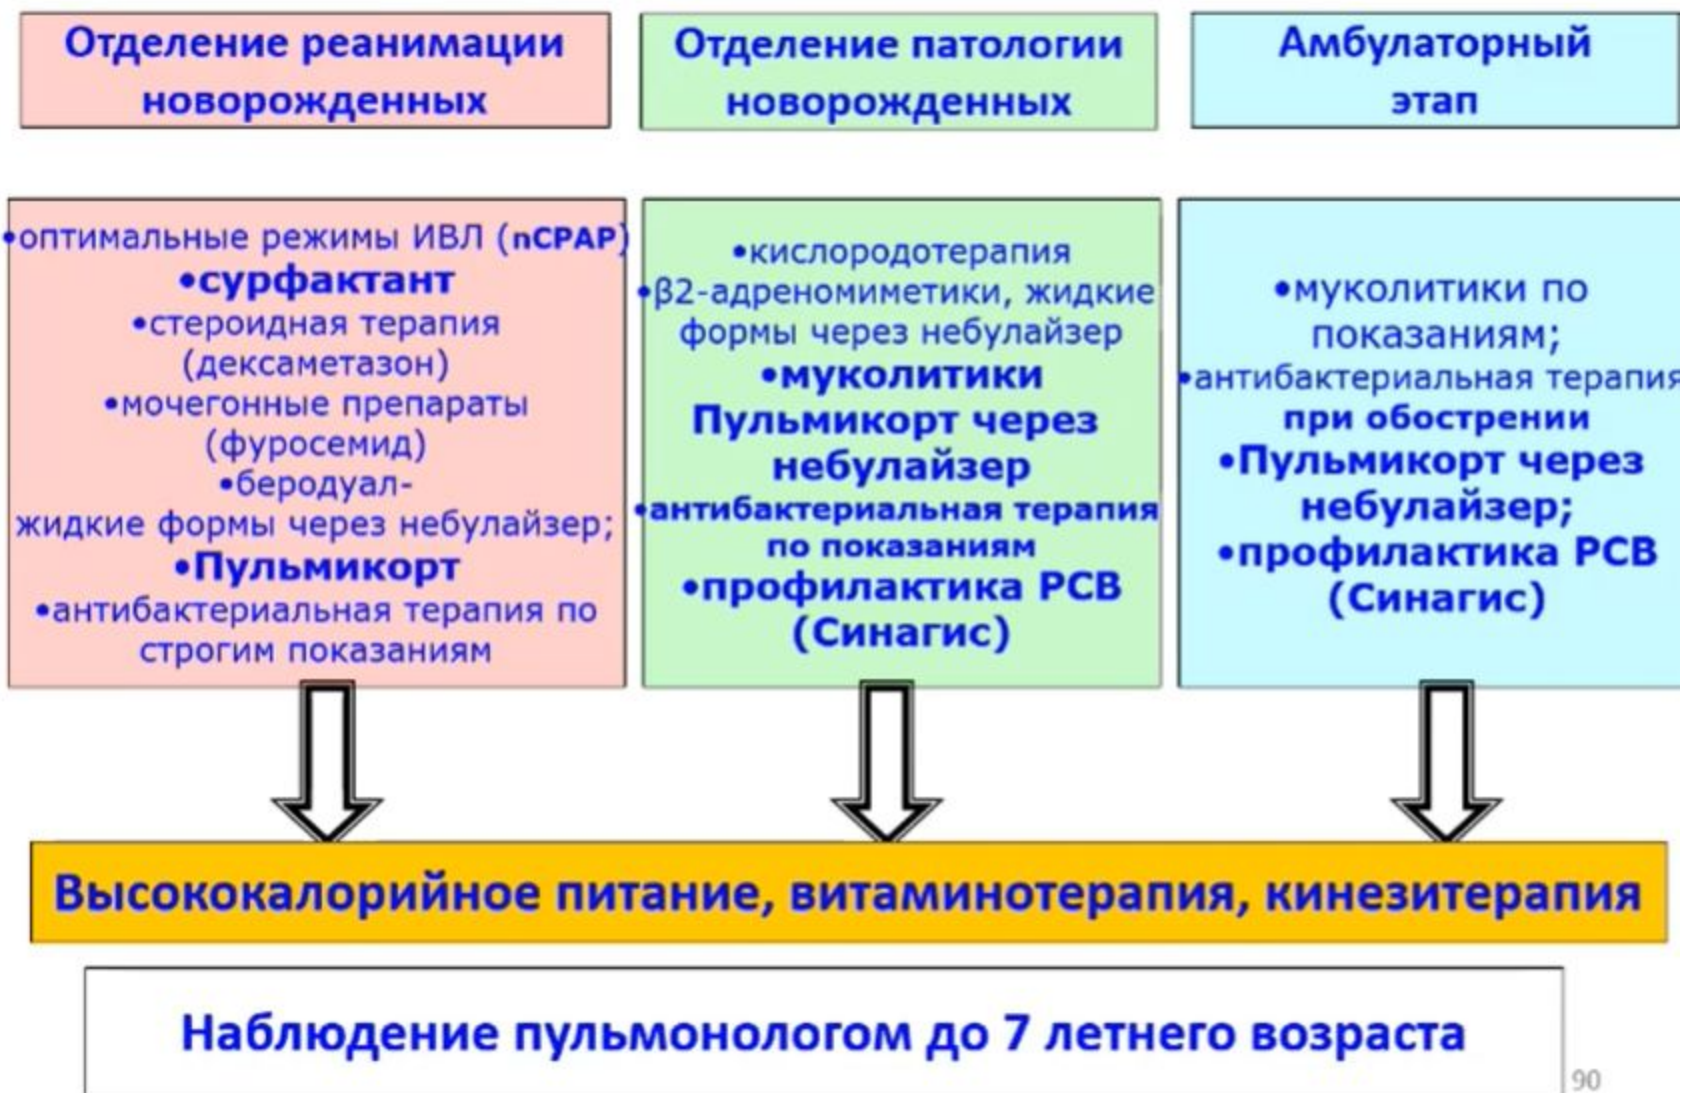 Отделение реанимации
новорожденных
Отделение патологии
новорожденных
Амбулаторный
этап
•оптимальные режимы ИВЛ (nCPAP)
•сурфактант
•стероидная терапия
(дексаметазон)
•мочегонные препараты
(фуросемид)
•беродуал-
жидкие формы через небулайзер;
•Пульмикорт
•антибактериальная терапия по
строгим показаниям
•кислородотерапия
•β2-адреномиметики, жидкие
формы через небулайзер
•муколитики
Пульмикорт через
небулайзер
•антибактериальная терапия
по показаниям
•профилактика РСВ
(Синагис)
•муколитики по
показаниям;
•антибактериальная терапия
при обострении
•Пульмикорт через
небулайзер;
•профилактика РСВ
(Синагис)
Высококалорийное питание, витаминотерапия, кинезитерапия
Наблюдение пульмонологом до 7 летнего возраста
90